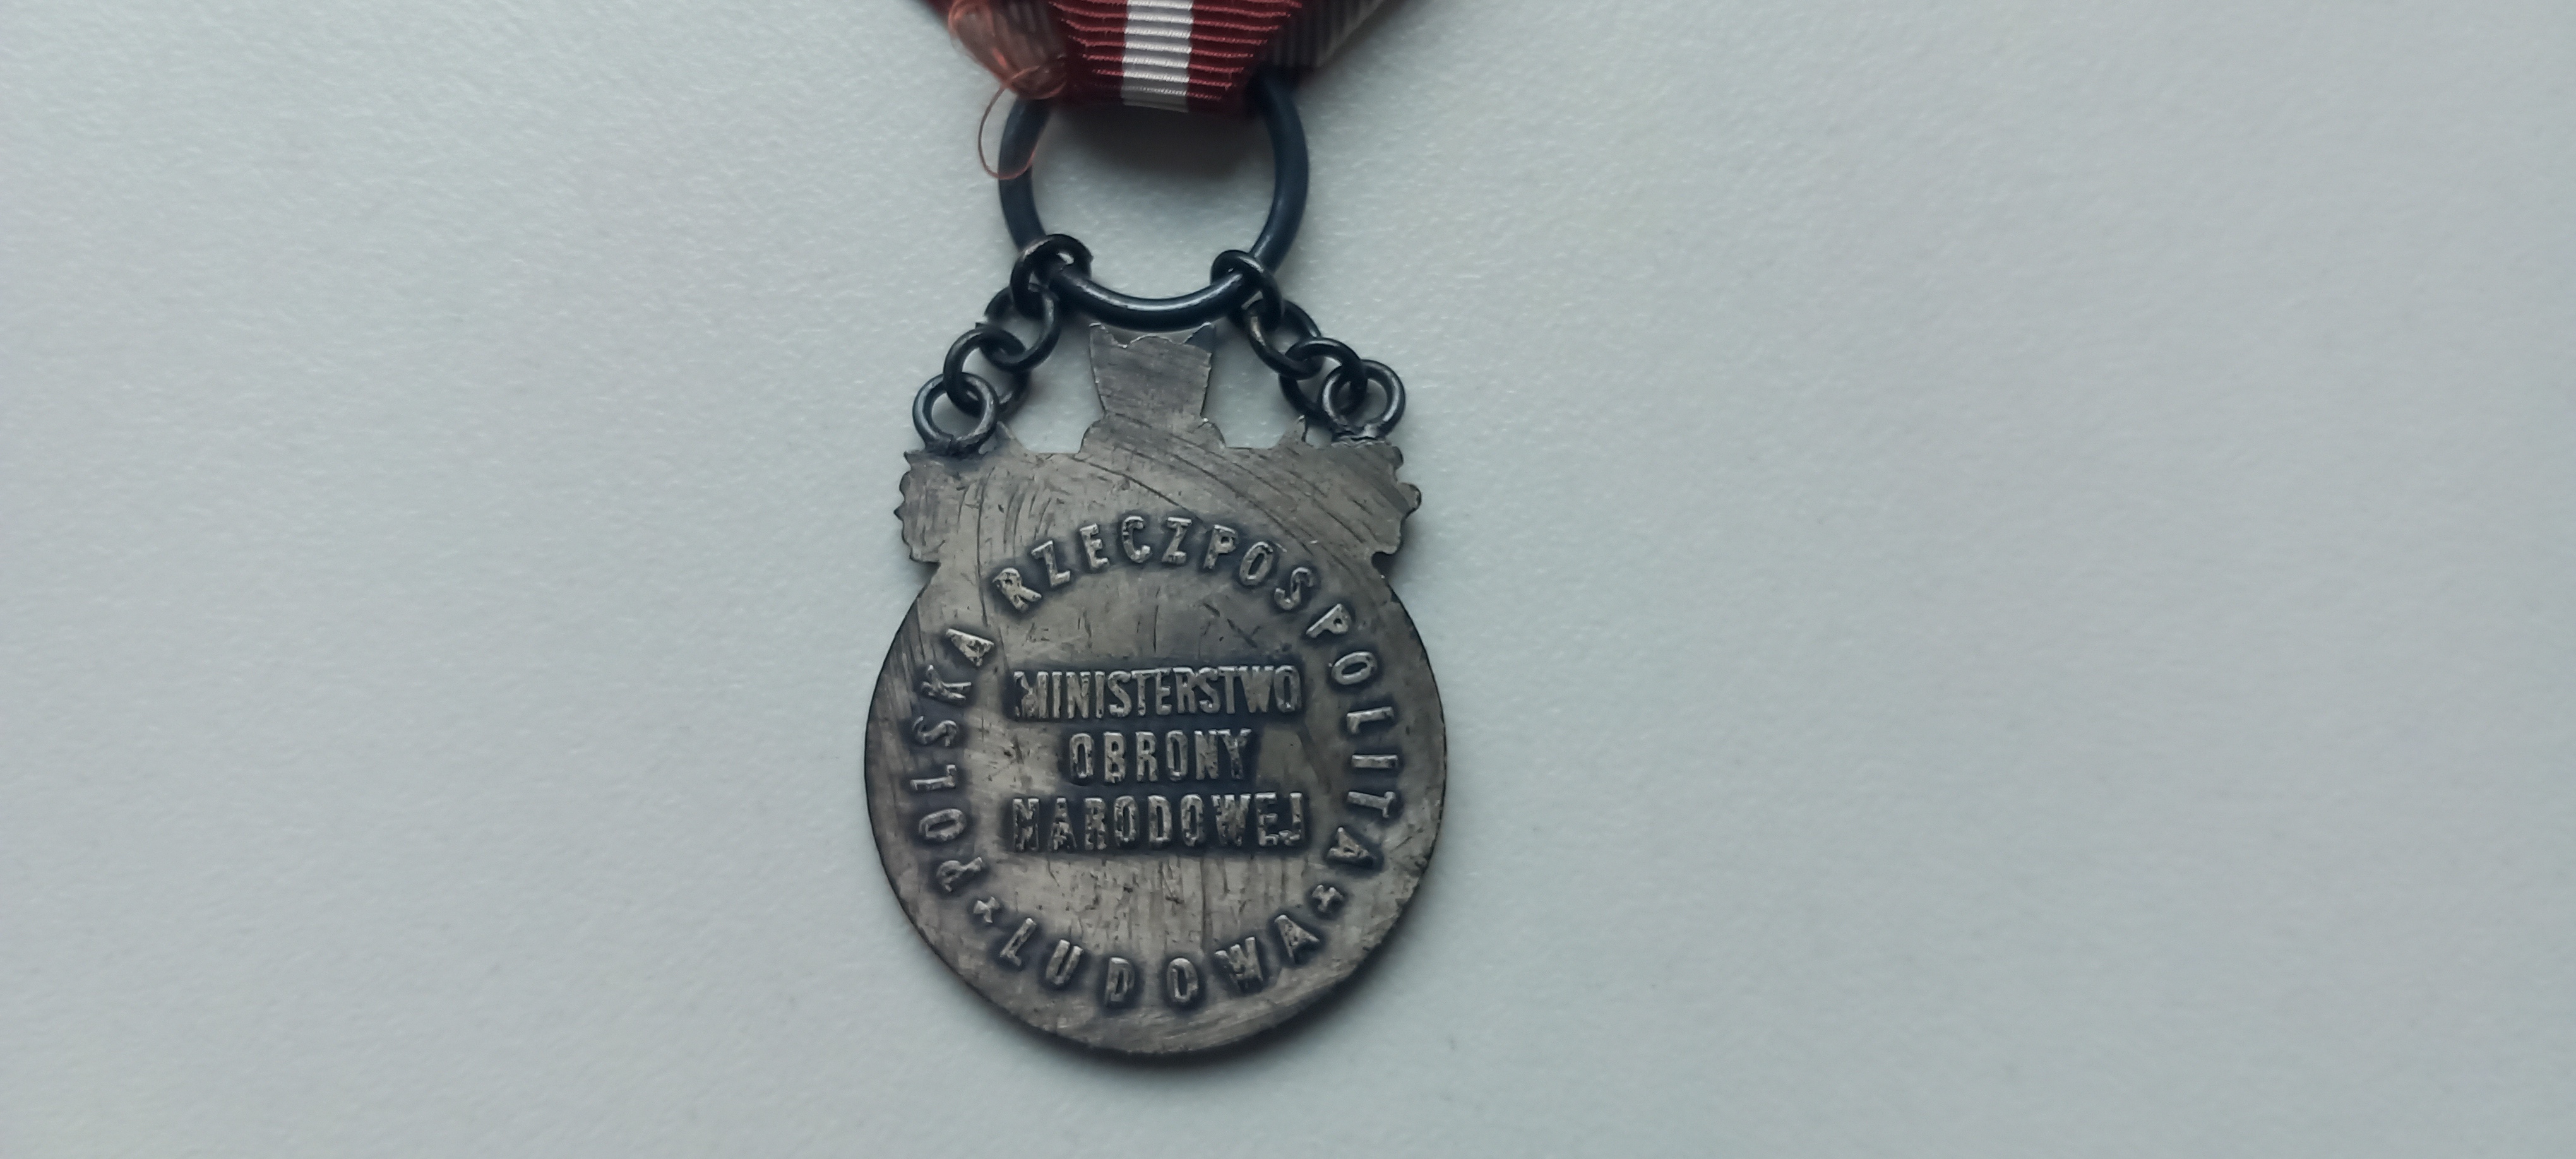 POLSKA RZECZPOSPOLITA
MINISTERSTWO
OBRONY
NARODOWEJ
LUDOWA